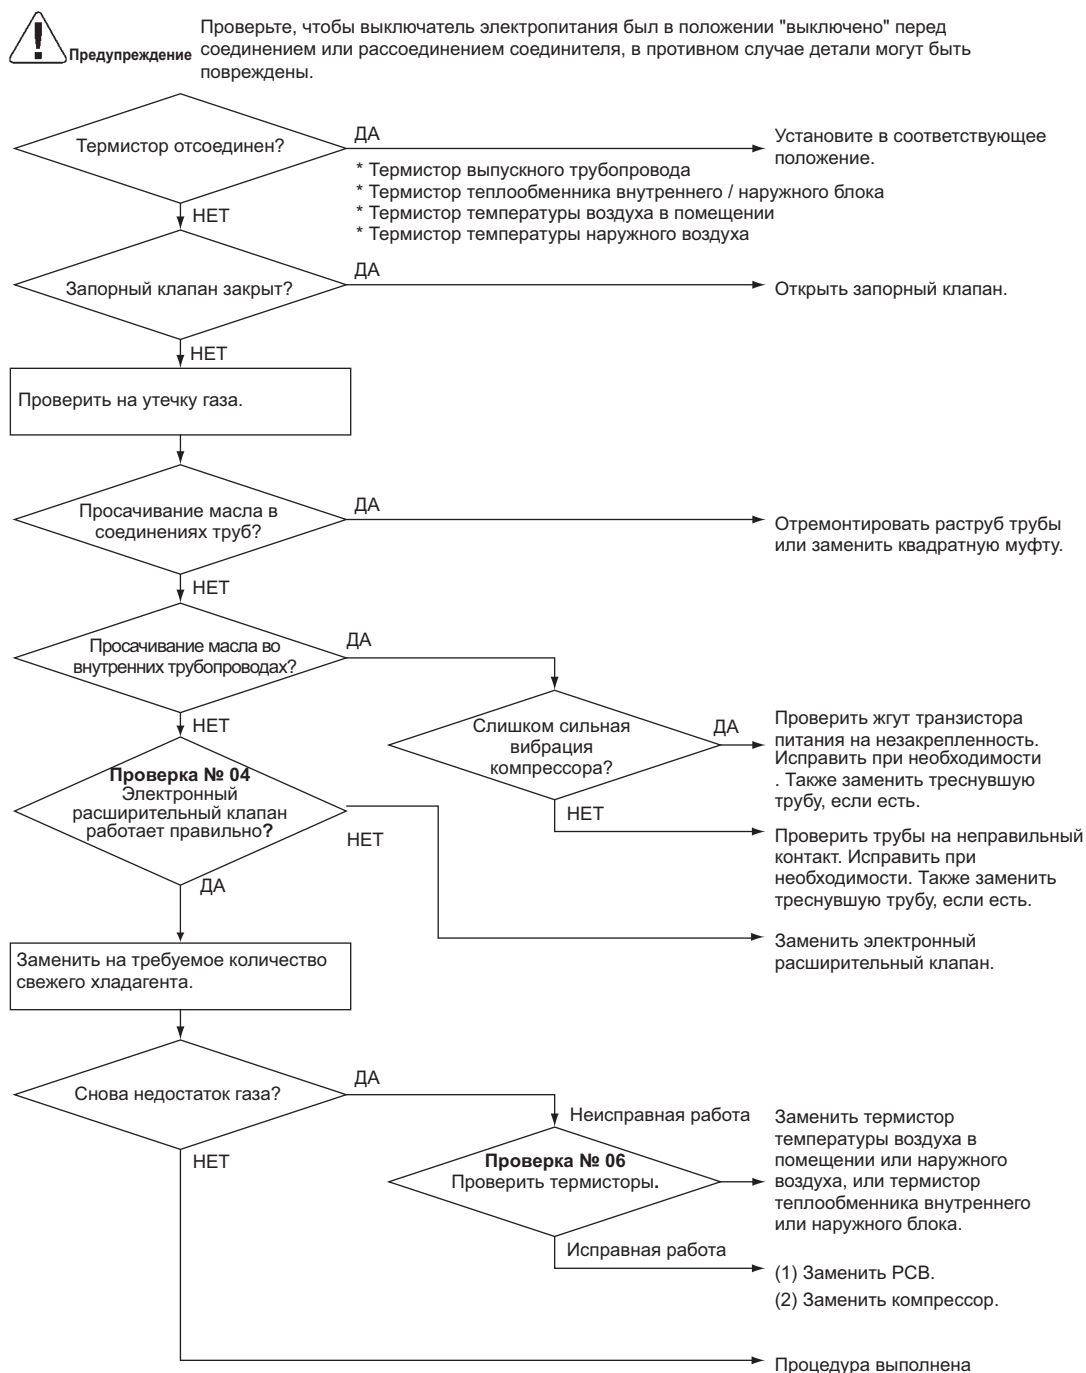 Предупреждение
Проверьте, чтобы выключатель электропитания был в положении "выключено" перед
соединением или рассоединением соединителя, в противном случае детали могут быть
повреждены.
Термистор отсоединен?
ДА
Установите в соответствующее
положение.
* Термистор выпускного трубопровода
* Термистор теплообменника внутреннего / наружного блока
* Термистор температуры воздуха в помещении
* Термистор температуры наружного воздуха
НЕТ
Запорный клапан закрыт?
ДА
Открыть запорный клапан.
НЕТ
Проверить на утечку газа.
Просачивание масла в
соединениях труб?
ДА
Отремонтировать раструб трубы
или заменить квадратную муфту.
НЕТ
Просачивание масла во
внутренних трубопроводах?
ДА
Слишком сильная
вибрация
компрессора?
ДА
Проверить жгут транзистора
питания на незакрепленность.
Исправить при необходимости
. Также заменить треснувшую
трубу, если есть.
НЕТ
Проверить трубы на неправильный
контакт. Исправить при
необходимости. Также заменить
треснувшую трубу, если есть.
НЕТ
Проверка № 04
Электронный
расширительный клапан
работает правильно?
НЕТ
Заменить электронный
расширительный клапан.
ДА
Заменить на требуемое количество
свежего хладагента.
Снова недостаток газа?
ДА
Неисправная работа
Проверка № 06
Проверить термисторы.
Заменить термистор
температуры воздуха в
помещении или наружного
воздуха, или термистор
теплообменника внутреннего
или наружного блока.
Исправная работа
(1) Заменить PCB.
(2) Заменить компрессор.
НЕТ
Процедура выполнена